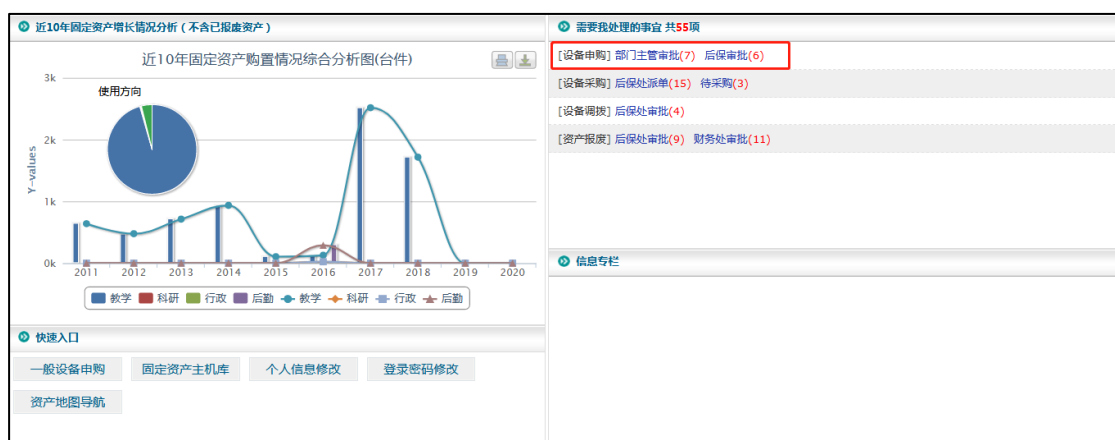 近10年固定资产增长情况分析（不含已报废资产）
近10年固定资产购置情况综合分析图(台件)
3k
使用方向
2k
Y-values
1k
0k
2011 2012 2013 2014 2015 2016 2017 2018 2019 2020
教学 科研 行政 后勤 教学 科研 行政 后勤
快速入口
一般设备申购 固定资产主机库 个人信息修改 登录密码修改
资产地图导航
需要我处理的事宜 共55项
[设备申购] 部门主管审批(7) 后保审批(6)
[设备采购] 后保处派单(15) 待采购(3)
[设备调拨] 后保处审批(4)
[资产报废] 后保处审批(9) 财务处审批(11)
信息专栏